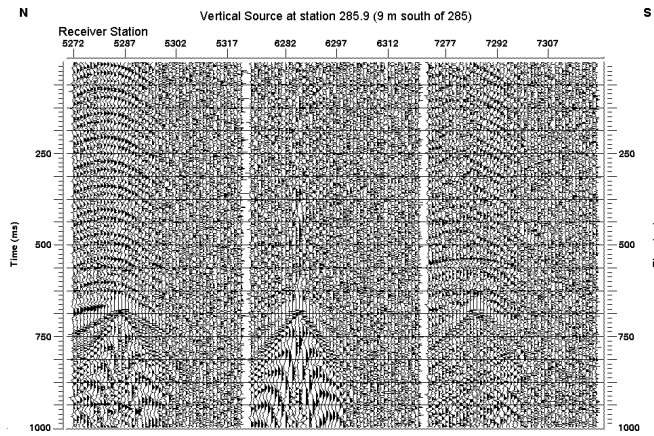 N
Vertical Source at station 285.9 (9 m south of 285)
S
Receiver Station
5272 5287 5302 5317 6282 6297 6312 7277 7292 7307
250 250
500 500
Time (ms)
750 750
1000 1000